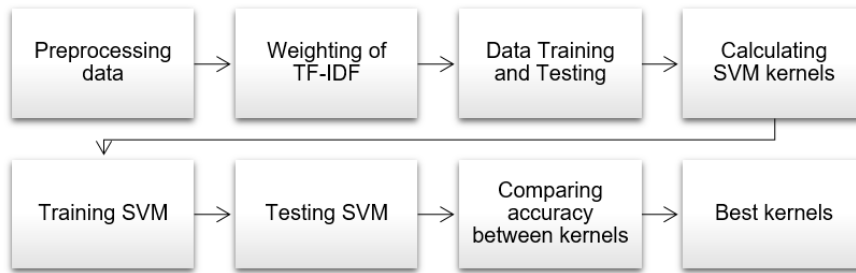 Preprocessing
data
Weighting of
TF-IDF
Data Training
and Testing
Calculating
SVM kernels
Training SVM
Testing SVM
Comparing
accuracy
between kernels
Best kernels